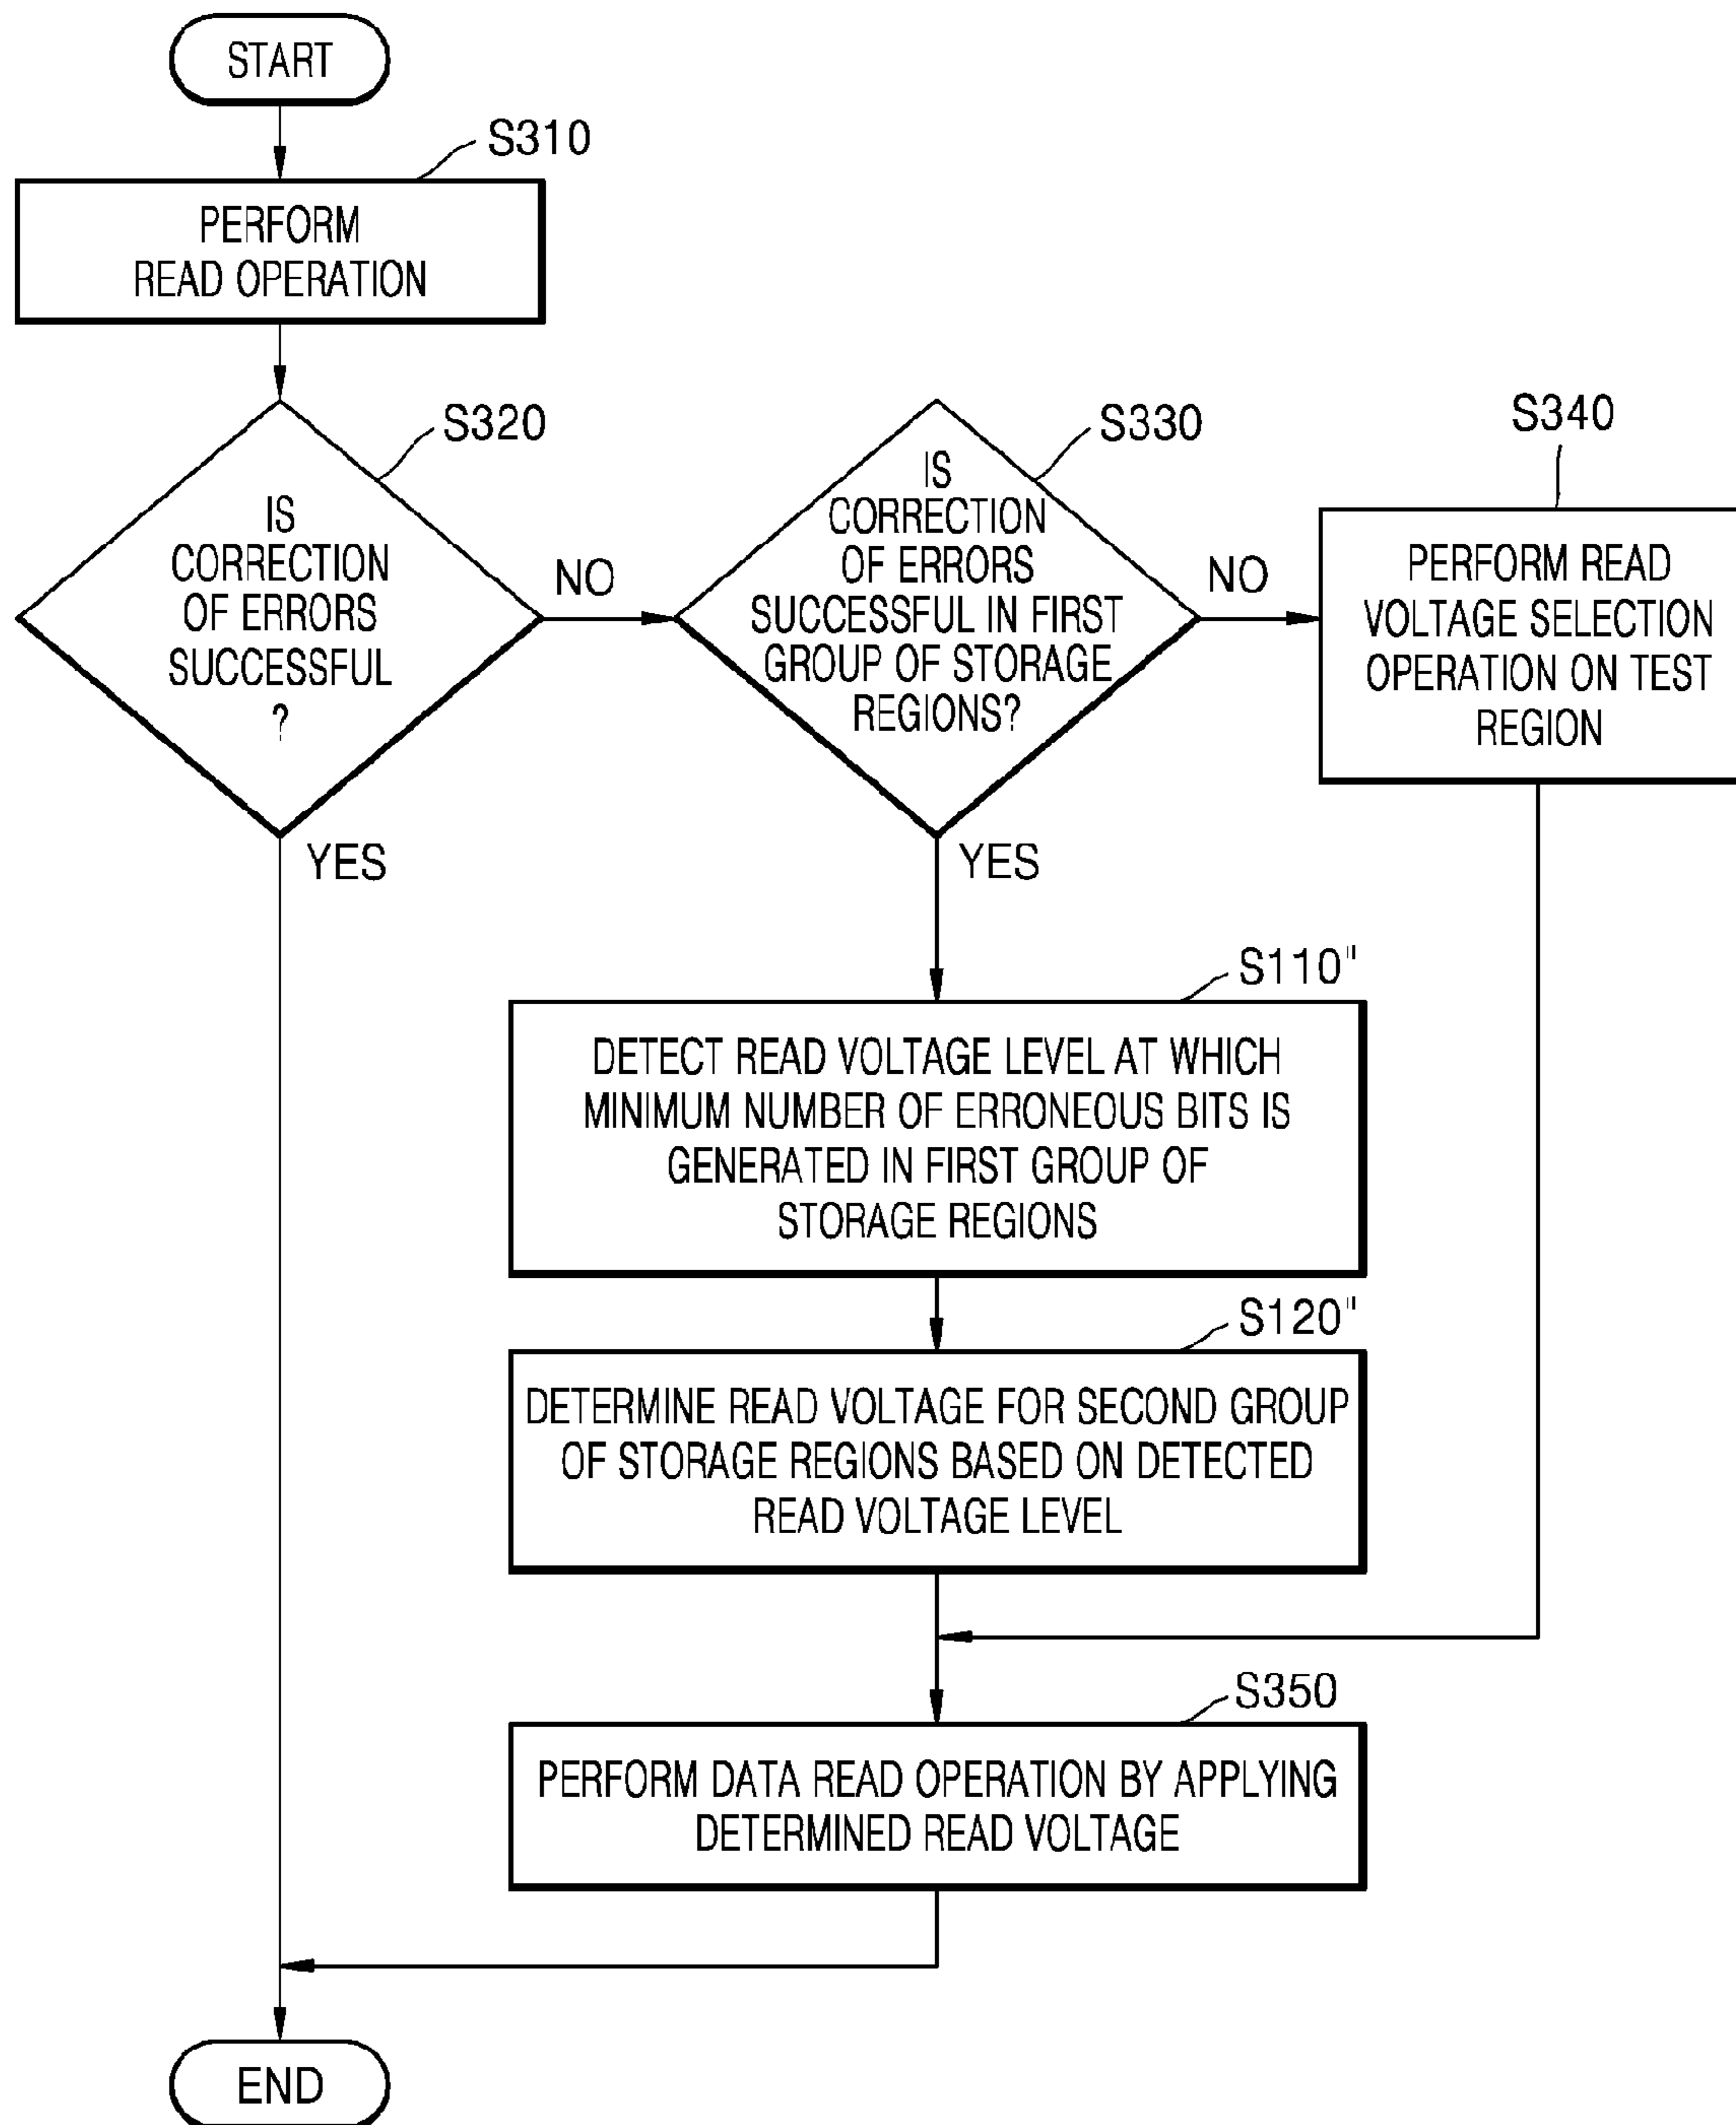 START
S310
PERFORM
READ OPERATION
S320
IS
CORRECTION
OF ERRORS
SUCCESSFUL
?
NO
YES
S330
IS
CORRECTION
OF ERRORS
SUCCESSFUL IN FIRST
GROUP OF STORAGE
REGIONS?
NO
YES
S340
PERFORM READ
VOLTAGE SELECTION
OPERATION ON TEST
REGION
S110"
DETECT READ VOLTAGE LEVEL AT WHICH
MINIMUM NUMBER OF ERRONEOUS BITS IS
GENERATED IN FIRST GROUP OF
STORAGE REGIONS
S120"
DETERMINE READ VOLTAGE FOR SECOND GROUP
OF STORAGE REGIONS BASED ON DETECTED
READ VOLTAGE LEVEL
S350
PERFORM DATA READ OPERATION BY APPLYING
DETERMINED READ VOLTAGE
END